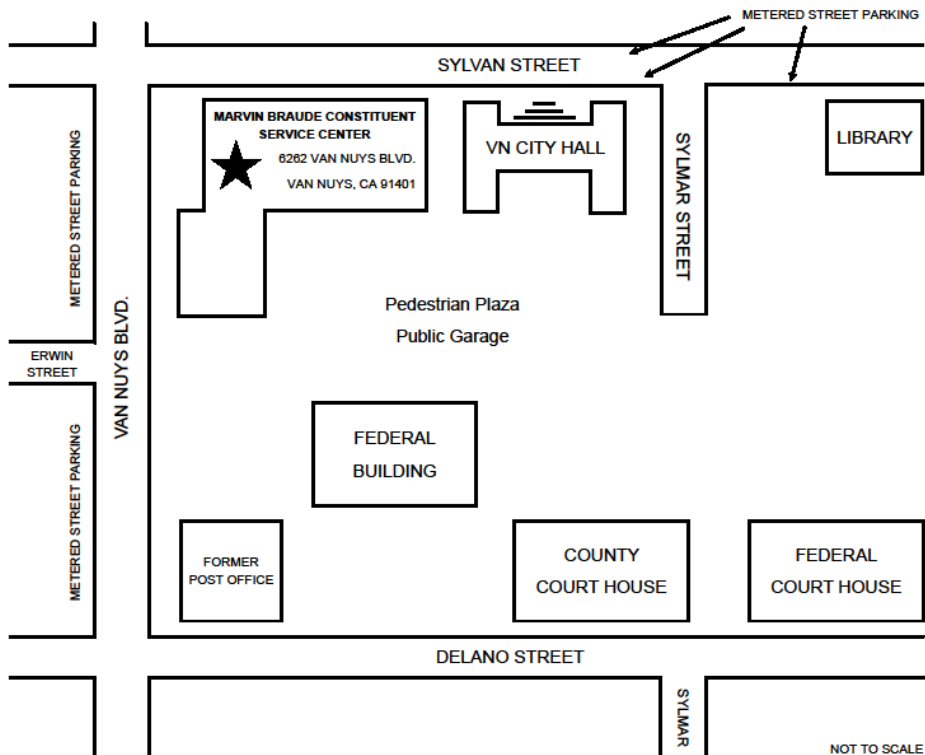 METERED STREET PARKING
SYLVAN STREET
MARVIN BRAUDE CONSTITUENT
SERVICE CENTER
6262 VAN NUYS BLVD.
VAN NUYS, CA 91401
VN CITY HALL
LIBRARY
METERED STREET PARKING
SYLMAR STREET
Pedestrian Plaza
Public Garage
VAN NUYS BLVD.
ERWIN
STREET
FEDERAL
BUILDING
METERED STREET PARKING
FORMER
POST OFFICE
COUNTY
COURT HOUSE
FEDERAL
COURT HOUSE
DELANO STREET
SYLMAR
NOT TO SCALE